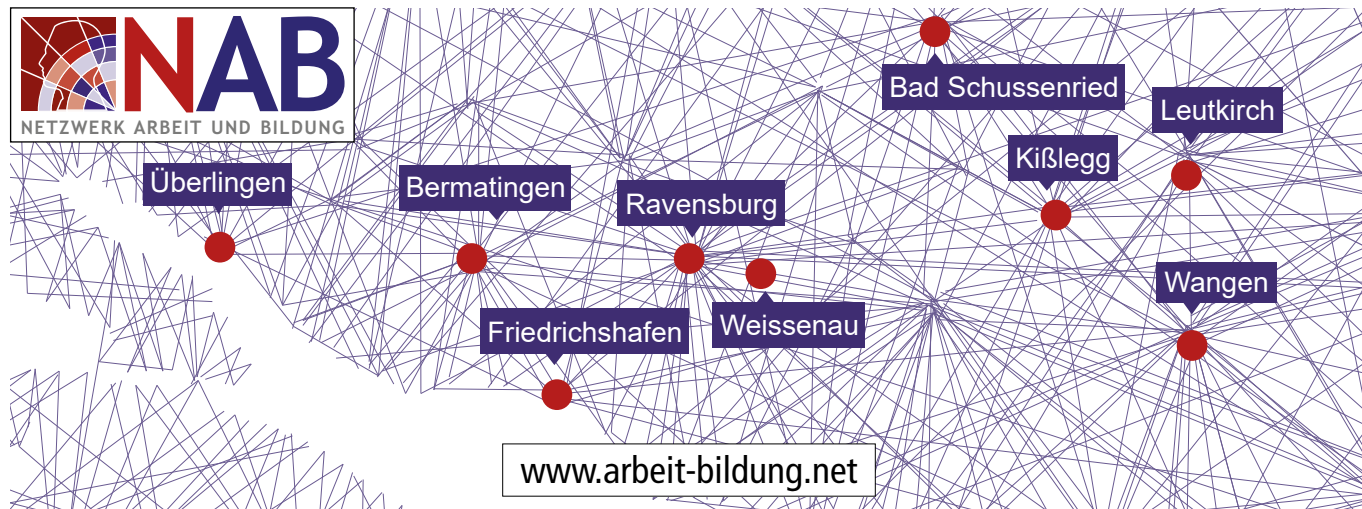 NAB
NETZWERK ARBEIT UND BILDUNG
Bad Schussenried
Leutkirch
Kißlegg
Überlingen
Bermatingen
Ravensburg
Wangen
Friedrichshafen
Weissenau
www.arbeit-bildung.net